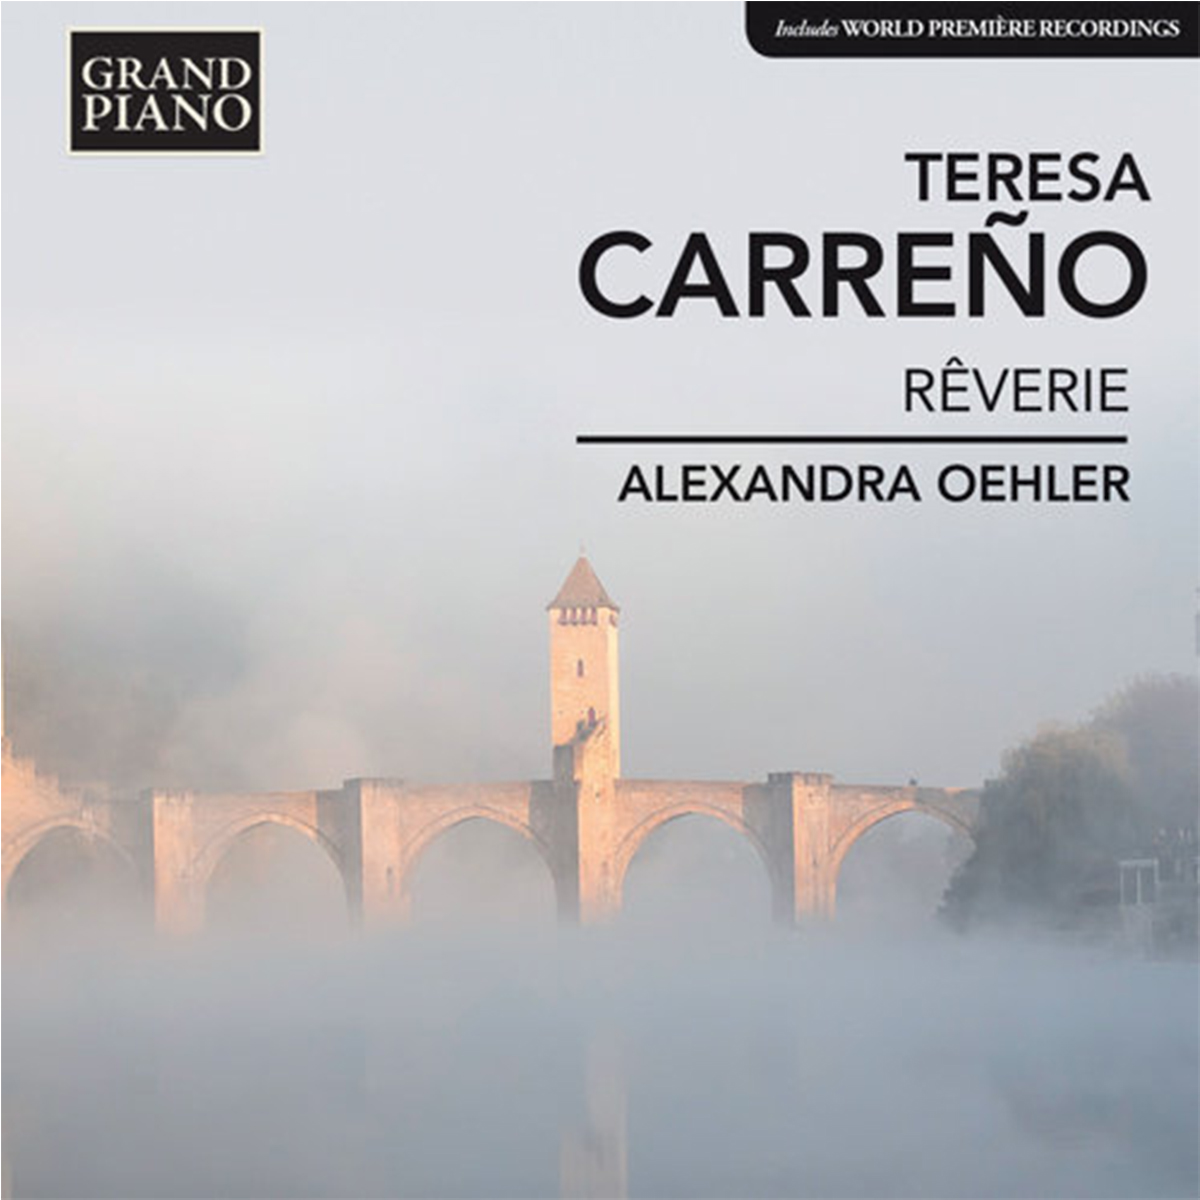 Includes WORLD PREMIÈRE RECORDINGS
GRAND
PIANO
TERESA
CARREÑO
RÊVERIE
ALEXANDRA OEHLER